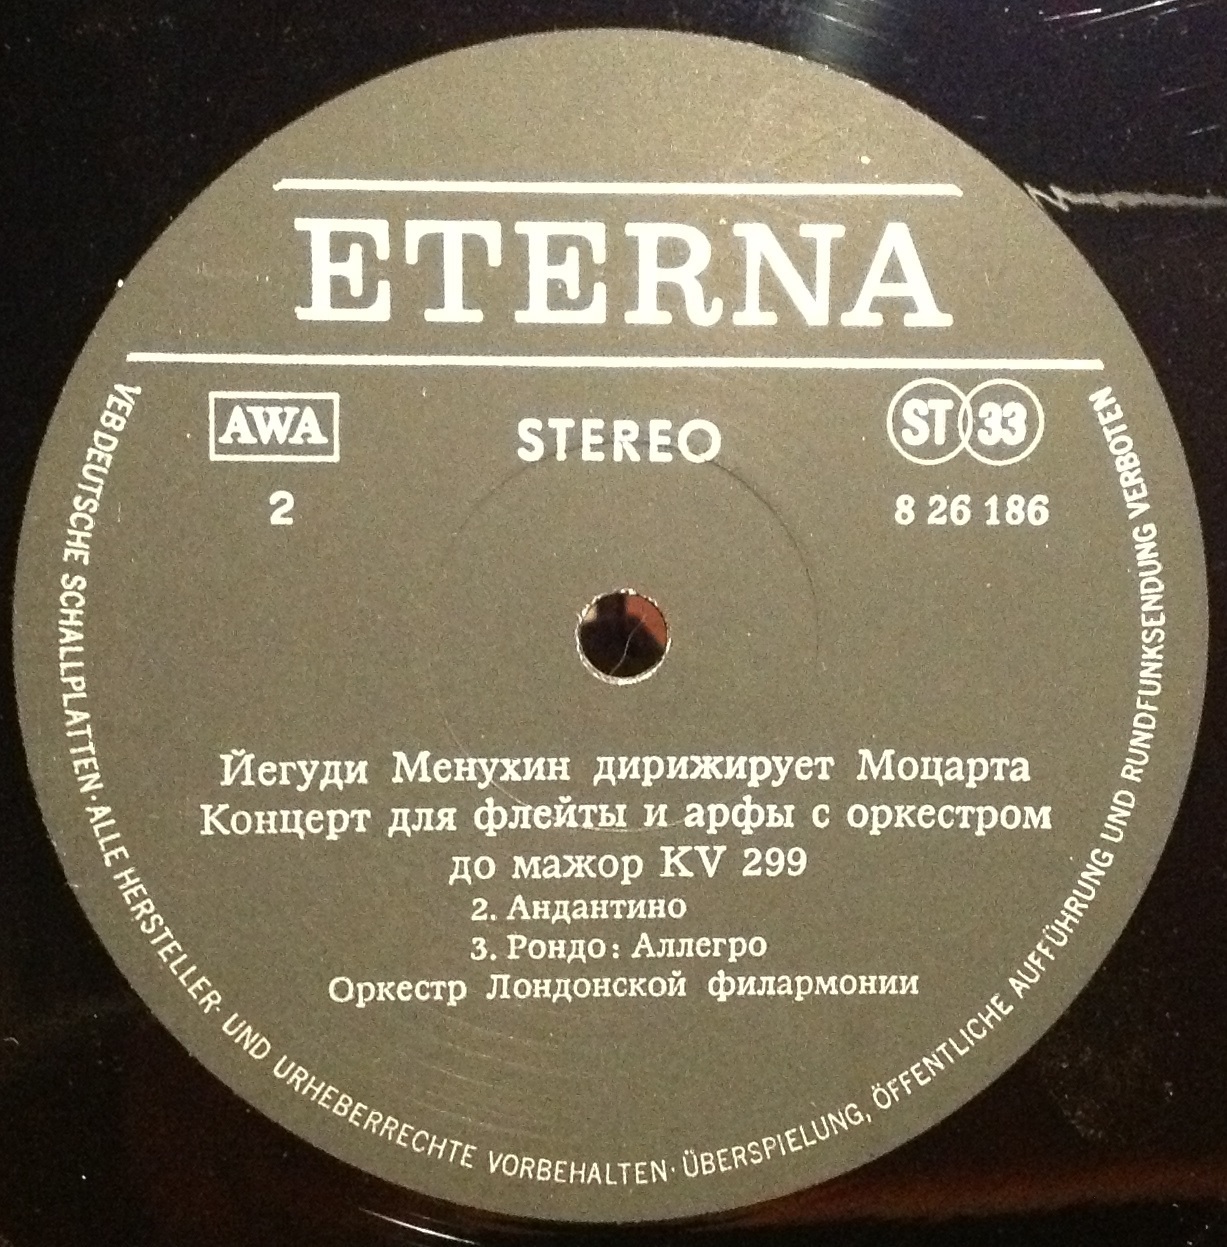 ETERNA
AWA
STEREO
ST 33
2
8 26 186
Йегуди Менухин дирижирует Моцарта
Концерт для флейты и арфы с оркестром
до мажор KV 299
2. Андантино
3. Рондо: Аллегро
Оркестр Лондонской филармонии
VEB DEUTSCHE SCHALLPLATTEN · ALLE HERSTELLER- UND URHEBERRECHTE VORBEHALTEN · ÜBERSPIELUNG, ÖFFENTLICHE AUFFÜHRUNG UND RUNDFUNKSENDUNG VERBOTEN